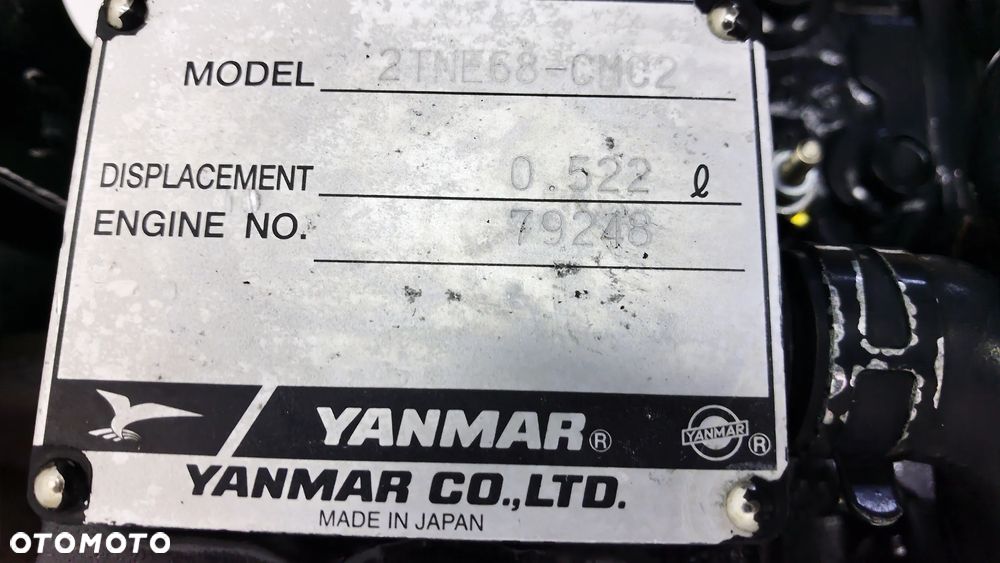 MODEL 2TNE68-CMC2
DISPLACEMENT 0.522 ℓ
ENGINE NO. 79248
YANMAR® YANMAR ®
YANMAR CO.,LTD.
MADE IN JAPAN
OTOMOTO